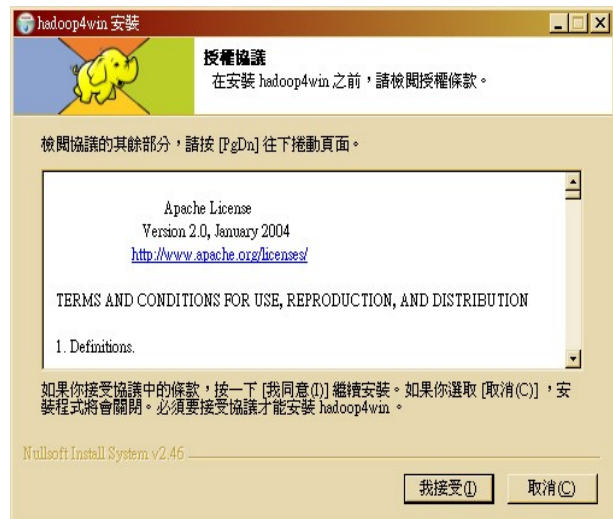 hadoop4win 安裝
授權協議
在安裝 hadoop4win 之前，請檢閱授權條款。
檢閱協議的其餘部分，請按 [PgDn] 往下捲動頁面。
Apache License
Version 2.0, January 2004
http://www.apache.org/licenses/
TERMS AND CONDITIONS FOR USE, REPRODUCTION, AND DISTRIBUTION
1. Definitions.
如果你接受協議中的條款，按一下 [我同意(I)] 繼續安裝。如果你選取 [取消(C)] ，安
裝程式將會關閉。必須要接受協議才能安裝 hadoop4win 。
Nullsoft Install System v2.46
我接受(I) 取消(C)